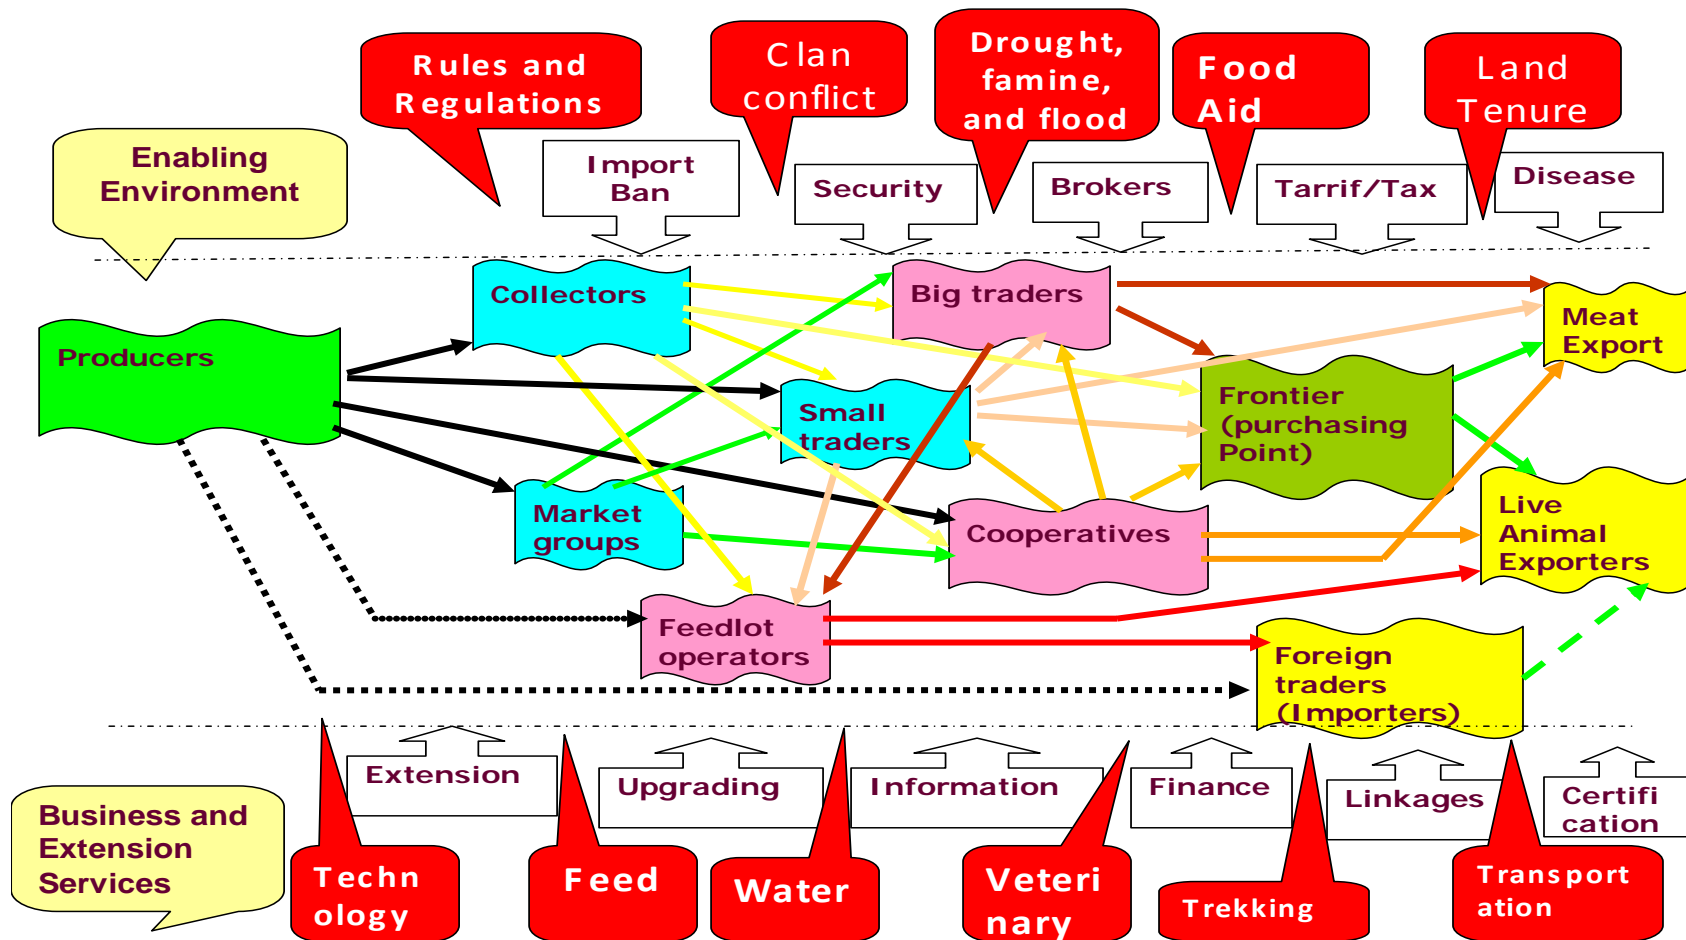 Rules and
Regulations
Clan
conflict
Drought,
famine,
and flood
Food
Aid
Land
Tenure
Enabling
Environment
Import
Ban
Security
Brokers
Tarrif/Tax
Disease
Collectors
Big traders
Meat
Export
Producers
Small
traders
Frontier
(purchasing
Point)
Market
groups
Cooperatives
Live
Animal
Exporters
Feedlot
operators
Foreign
traders
(Importers)
Extension
Upgrading
Information
Finance
Linkages
Certifi
cation
Business and
Extension
Services
Techn
ology
Feed
Water
Veteri
nary
Trekking
Transport
ation